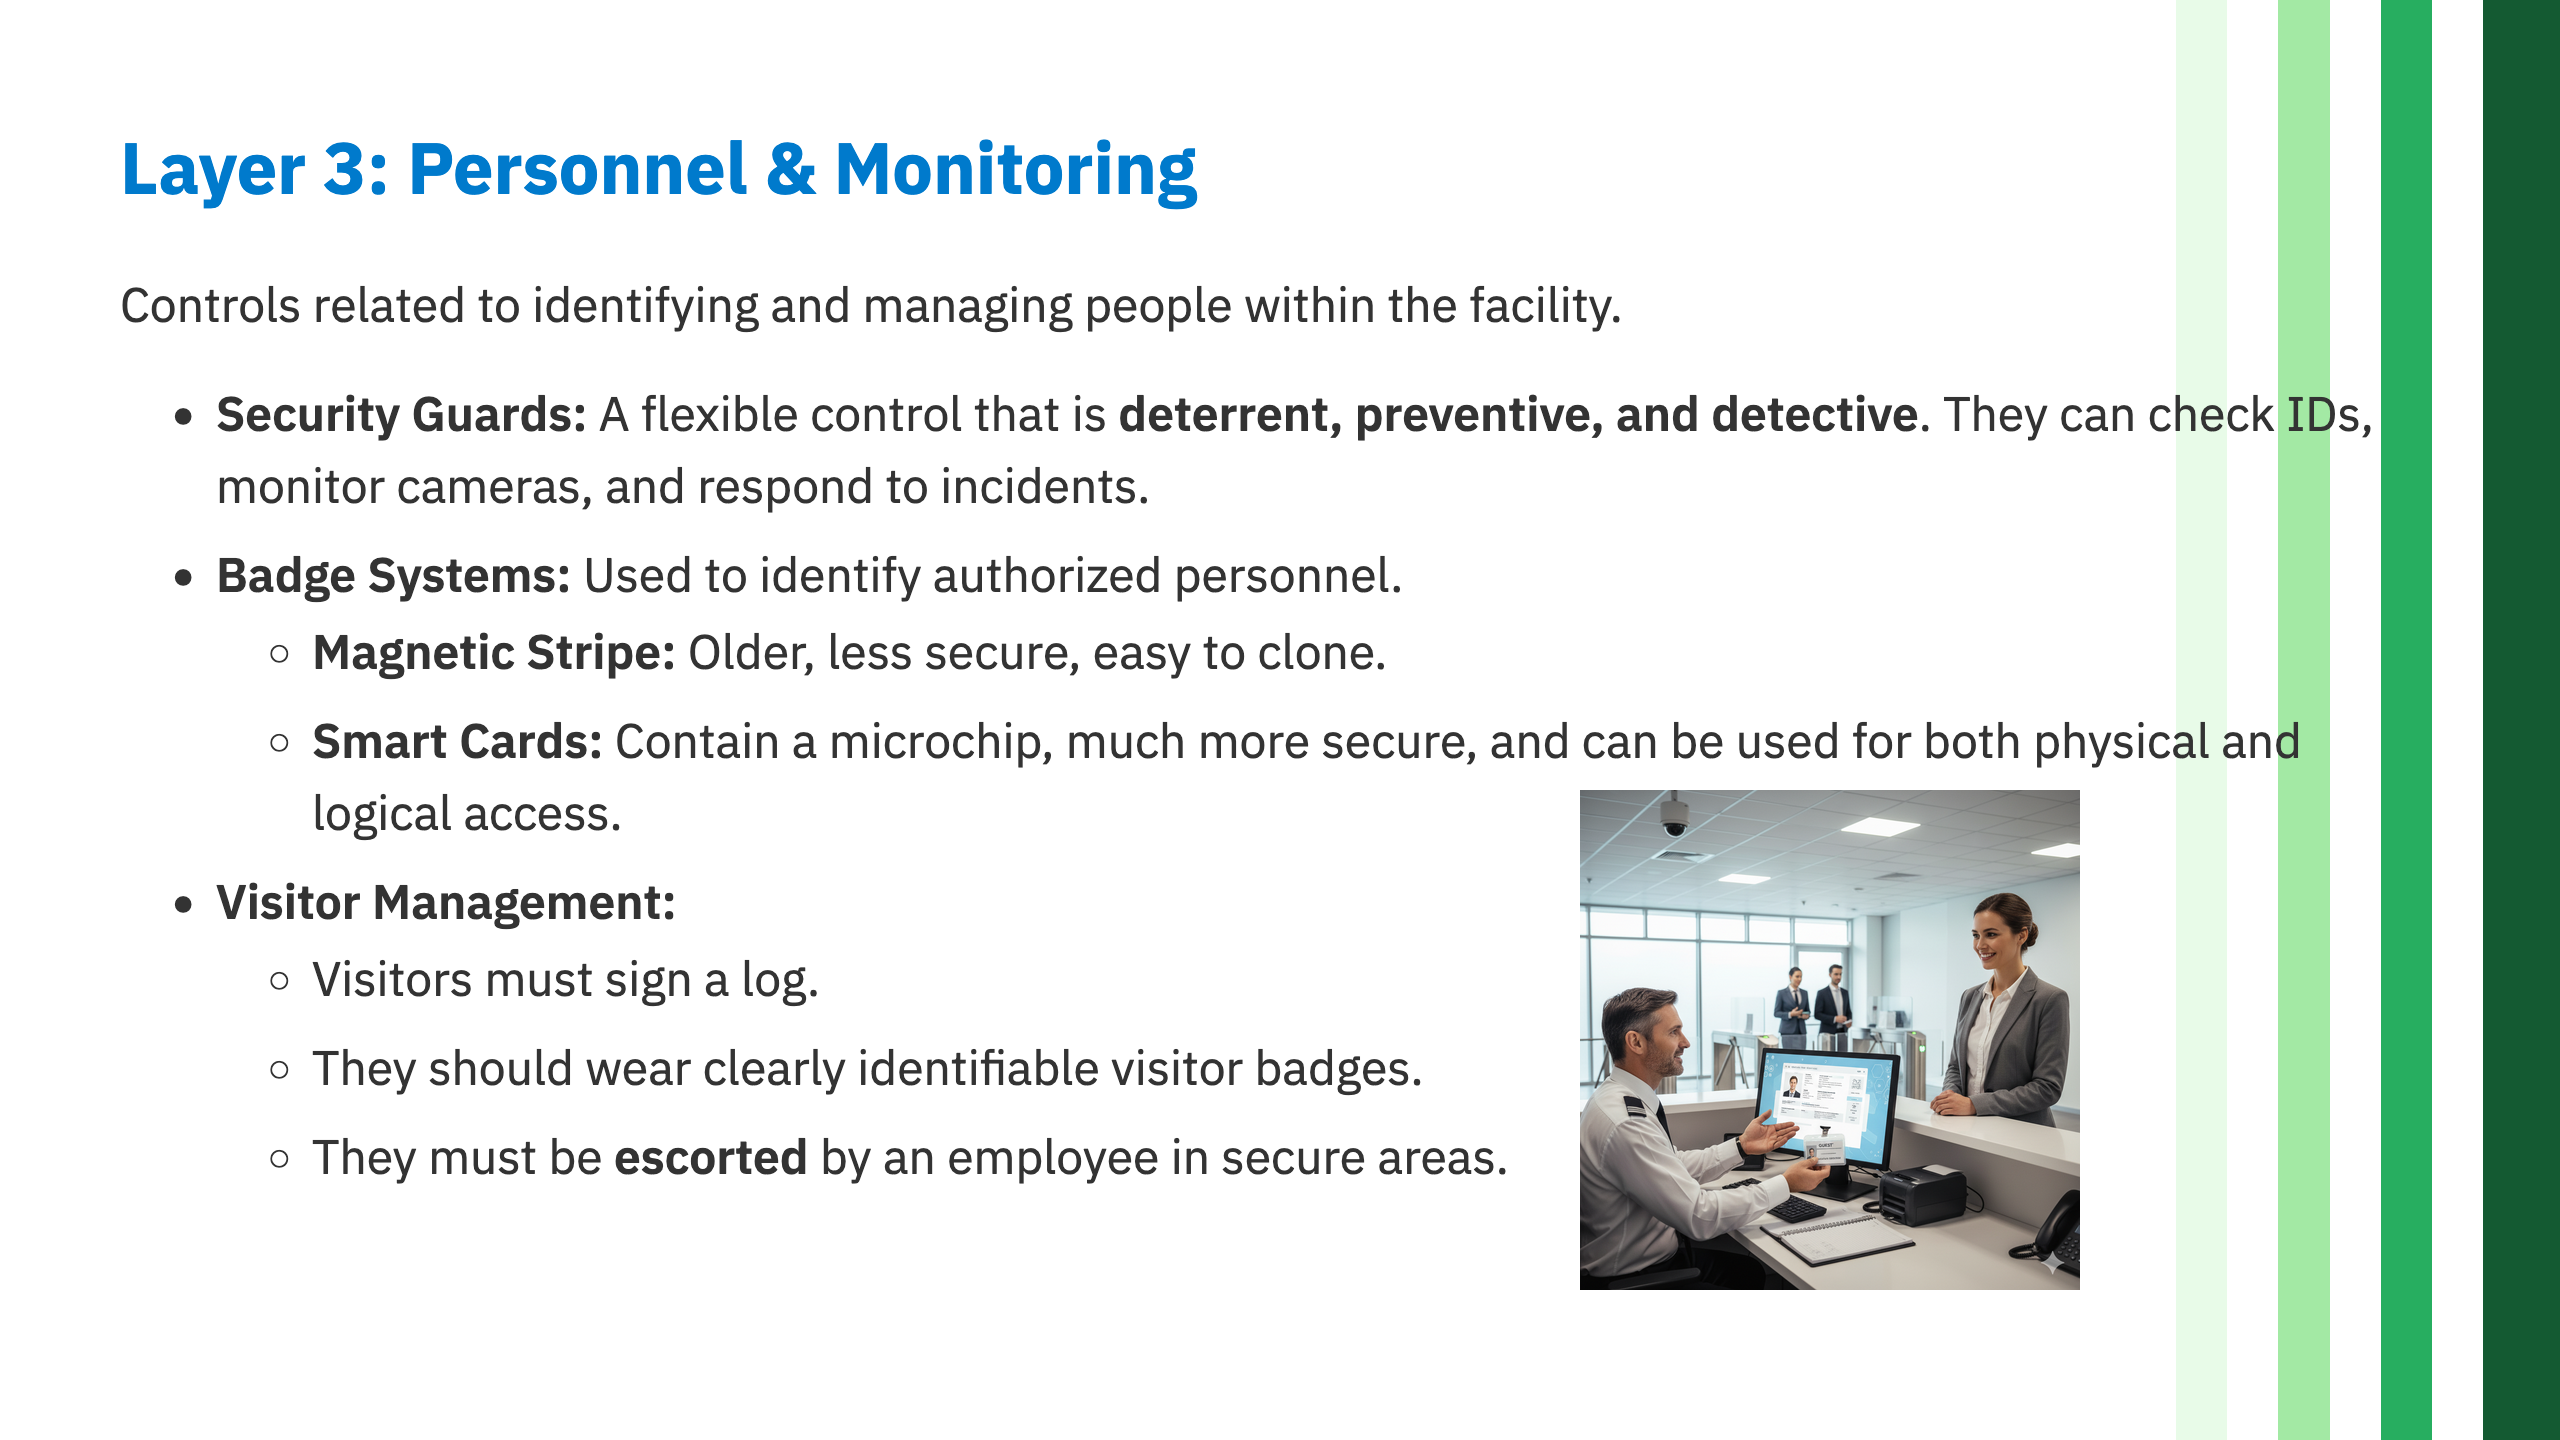 Layer 3: Personnel & Monitoring
Controls related to identifying and managing people within the facility.
• Security Guards: A flexible control that is deterrent, preventive, and detective. They can check IDs,
monitor cameras, and respond to incidents.
• Badge Systems: Used to identify authorized personnel.
○ Magnetic Stripe: Older, less secure, easy to clone.
○ Smart Cards: Contain a microchip, much more secure, and can be used for both physical and
logical access.
• Visitor Management:
○ Visitors must sign a log.
○ They should wear clearly identifiable visitor badges.
○ They must be escorted by an employee in secure areas.
GUEST